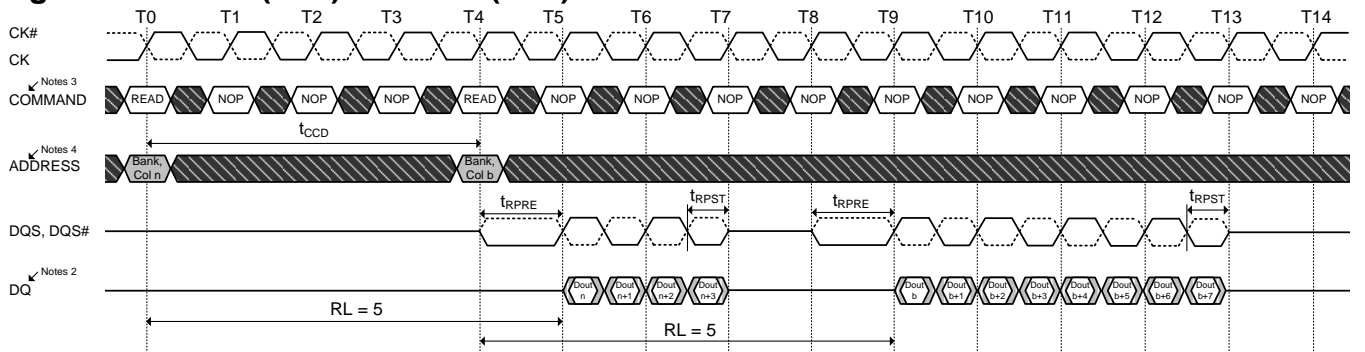 T0 T1 T2 T3 T4 T5 T6 T7 T8 T9 T10 T11 T12 T13 T14
CK#
CK
Notes 3
COMMAND READ NOP NOP NOP READ NOP NOP NOP NOP NOP NOP NOP NOP NOP NOP
tCCD
Notes 4
ADDRESS
Bank, Bank,
Col n Col b
tRPRE tRPST tRPRE tRPST
DQS, DQS#
Notes 2
DQ
Dout Dout Dout Dout Dout Dout Dout Dout Dout Dout Dout Dout
n n+1 n+2 n+3 b b+1 b+2 b+3 b+4 b+5 b+6 b+7
RL = 5
RL = 5